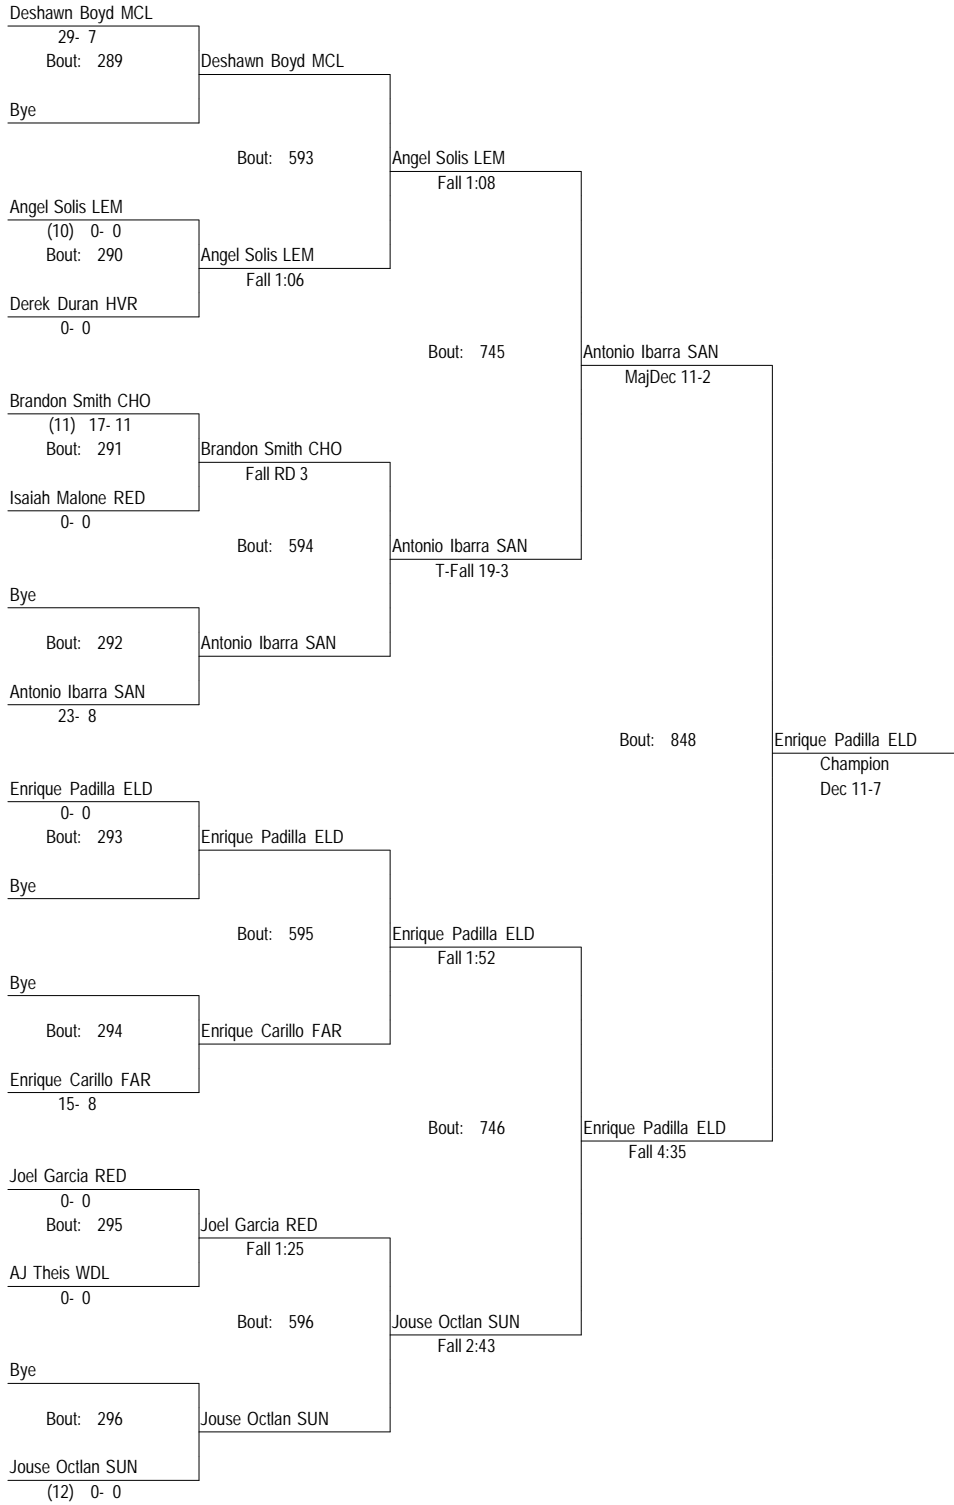 Deshawn Boyd MCL
29- 7
Bout: 289
Deshawn Boyd MCL
Bye
Bout: 593
Angel Solis LEM
Fall 1:08
Angel Solis LEM
(10) 0- 0
Bout: 290
Angel Solis LEM
Fall 1:06
Derek Duran HVR
0- 0
Bout: 745
Antonio Ibarra SAN
MajDec 11-2
Brandon Smith CHO
(11) 17- 11
Bout: 291
Brandon Smith CHO
Fall RD 3
Isaiah Malone RED
0- 0
Bout: 594
Antonio Ibarra SAN
T-Fall 19-3
Bye
Bout: 292
Antonio Ibarra SAN
Antonio Ibarra SAN
23- 8
Bout: 848
Enrique Padilla ELD
Champion
Dec 11-7
Enrique Padilla ELD
0- 0
Bout: 293
Enrique Padilla ELD
Bye
Bout: 595
Enrique Padilla ELD
Fall 1:52
Bye
Bout: 294
Enrique Carillo FAR
Enrique Carillo FAR
15- 8
Bout: 746
Enrique Padilla ELD
Fall 4:35
Joel Garcia RED
0- 0
Bout: 295
Joel Garcia RED
Fall 1:25
AJ Theis WDL
0- 0
Bout: 596
Jouse Octlan SUN
Fall 2:43
Bye
Bout: 296
Jouse Octlan SUN
Jouse Octlan SUN
(12) 0- 0